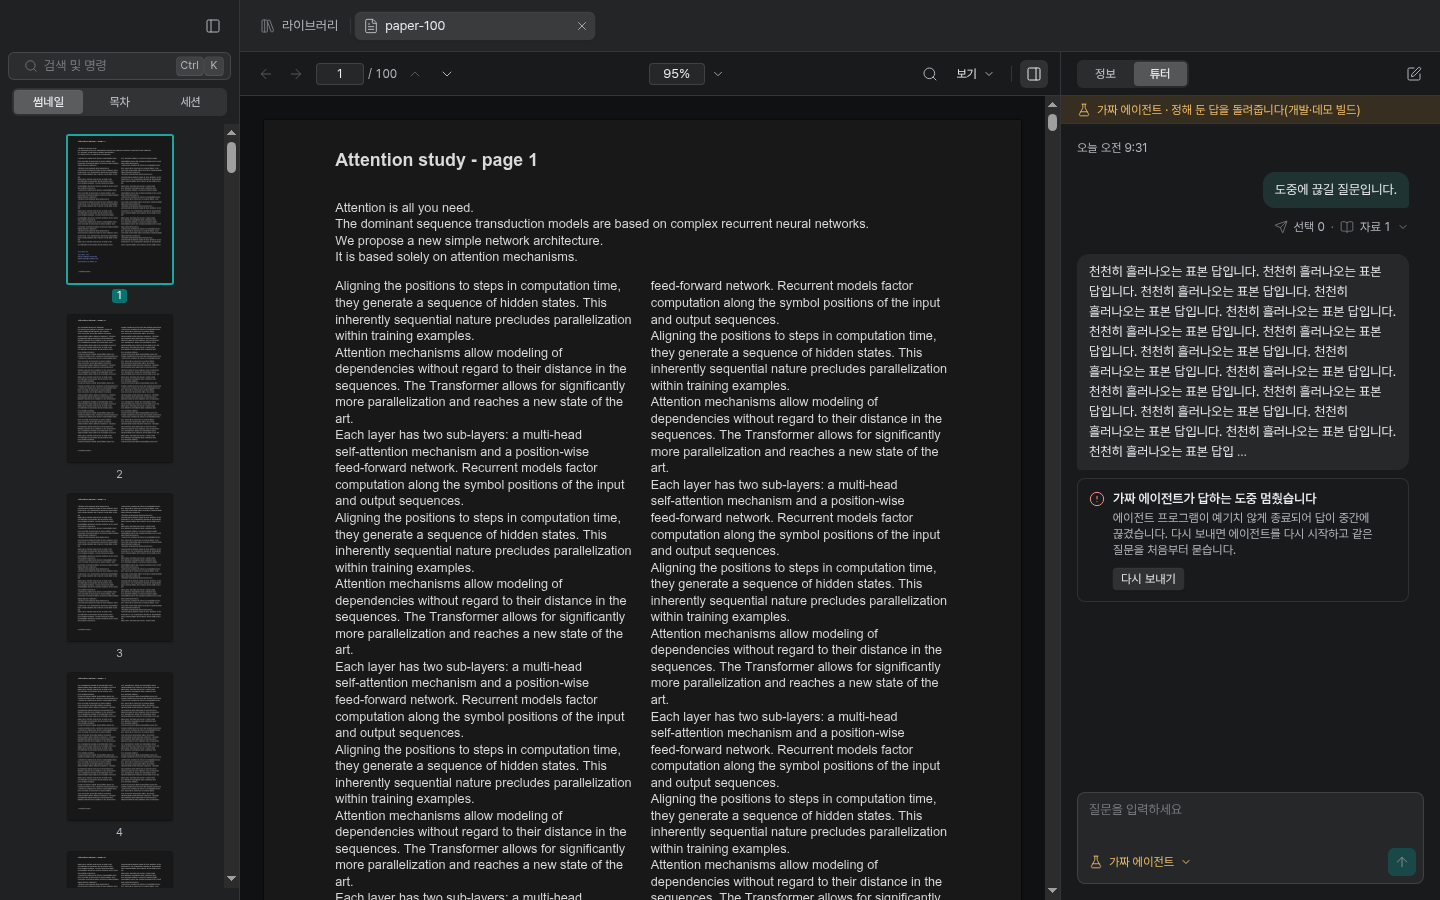 라이브러리
paper-100
검색 및 명령
Ctrl K
1 / 100
95%
보기
정보
튜터
썸네일
목차
세션
1
2
3
4
Attention study - page 1
Attention is all you need.
The dominant sequence transduction models are based on complex recurrent neural networks.
We propose a new simple network architecture.
It is based solely on attention mechanisms.
Aligning the positions to steps in computation time,
they generate a sequence of hidden states. This
inherently sequential nature precludes parallelization
within training examples.
Attention mechanisms allow modeling of
dependencies without regard to their distance in the
sequences. The Transformer allows for significantly
more parallelization and reaches a new state of the
art.
Each layer has two sub-layers: a multi-head
self-attention mechanism and a position-wise
feed-forward network. Recurrent models factor
computation along the symbol positions of the input
and output sequences.
Aligning the positions to steps in computation time,
they generate a sequence of hidden states. This
inherently sequential nature precludes parallelization
within training examples.
Attention mechanisms allow modeling of
dependencies without regard to their distance in the
sequences. The Transformer allows for significantly
more parallelization and reaches a new state of the
art.
Each layer has two sub-layers: a multi-head
self-attention mechanism and a position-wise
feed-forward network. Recurrent models factor
computation along the symbol positions of the input
and output sequences.
Aligning the positions to steps in computation time,
they generate a sequence of hidden states. This
inherently sequential nature precludes parallelization
within training examples.
Attention mechanisms allow modeling of
dependencies without regard to their distance in the
sequences. The Transformer allows for significantly
more parallelization and reaches a new state of the
art.
Each layer has two sub-layers: a multi-head
feed-forward network. Recurrent models factor
computation along the symbol positions of the input
and output sequences.
Aligning the positions to steps in computation time,
they generate a sequence of hidden states. This
inherently sequential nature precludes parallelization
within training examples.
Attention mechanisms allow modeling of
dependencies without regard to their distance in the
sequences. The Transformer allows for significantly
more parallelization and reaches a new state of the
art.
Each layer has two sub-layers: a multi-head
self-attention mechanism and a position-wise
feed-forward network. Recurrent models factor
computation along the symbol positions of the input
and output sequences.
Aligning the positions to steps in computation time,
they generate a sequence of hidden states. This
inherently sequential nature precludes parallelization
within training examples.
Attention mechanisms allow modeling of
dependencies without regard to their distance in the
sequences. The Transformer allows for significantly
more parallelization and reaches a new state of the
art.
Each layer has two sub-layers: a multi-head
self-attention mechanism and a position-wise
feed-forward network. Recurrent models factor
computation along the symbol positions of the input
and output sequences.
Aligning the positions to steps in computation time,
they generate a sequence of hidden states. This
inherently sequential nature precludes parallelization
within training examples.
Attention mechanisms allow modeling of
dependencies without regard to their distance in the
sequences. The Transformer allows for significantly
가짜 에이전트 · 정해 둔 답을 돌려줍니다(개발·데모 빌드)
오늘 오전 9:31
도중에 끊길 질문입니다.
선택 0 · 자료 1
천천히 흘러나오는 표본 답입니다. 천천히 흘러나오는 표본
답입니다. 천천히 흘러나오는 표본 답입니다. 천천히
흘러나오는 표본 답입니다. 천천히 흘러나오는 표본 답입니다.
천천히 흘러나오는 표본 답입니다. 천천히 흘러나오는 표본
답입니다. 천천히 흘러나오는 표본 답입니다. 천천히
흘러나오는 표본 답입니다. 천천히 흘러나오는 표본 답입니다.
천천히 흘러나오는 표본 답입니다. 천천히 흘러나오는 표본
답입니다. 천천히 흘러나오는 표본 답입니다. 천천히
흘러나오는 표본 답입니다. 천천히 흘러나오는 표본 답입니다.
천천히 흘러나오는 표본 답입 ...
가짜 에이전트가 답하는 도중 멈췄습니다
에이전트 프로그램이 예기치 않게 종료되어 답이 중간에
끊겼습니다. 다시 보내면 에이전트를 다시 시작하고 같은
질문을 처음부터 묻습니다.
다시 보내기
질문을 입력하세요
가짜 에이전트